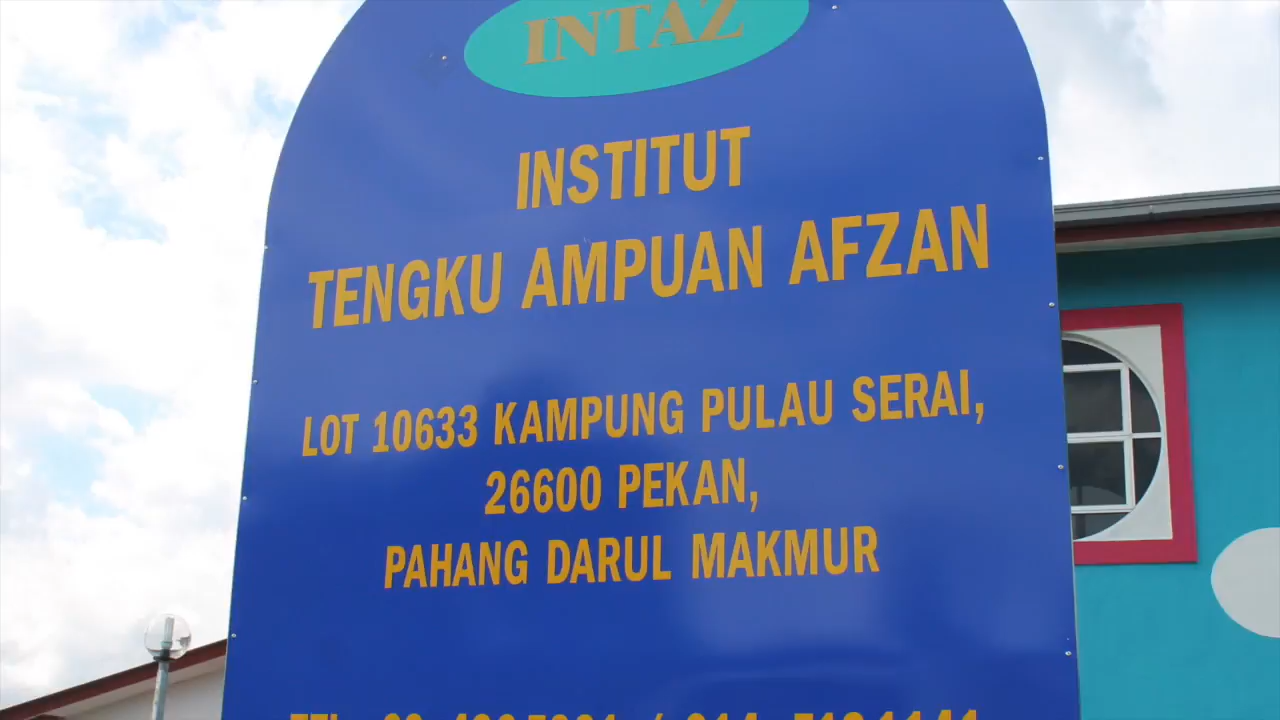 INTAZ
INSTITUT
TENGKU AMPUAN AFZAN
LOT 10633 KAMPUNG PULAU SERAI,
26600 PEKAN,
PAHANG DARUL MAKMUR